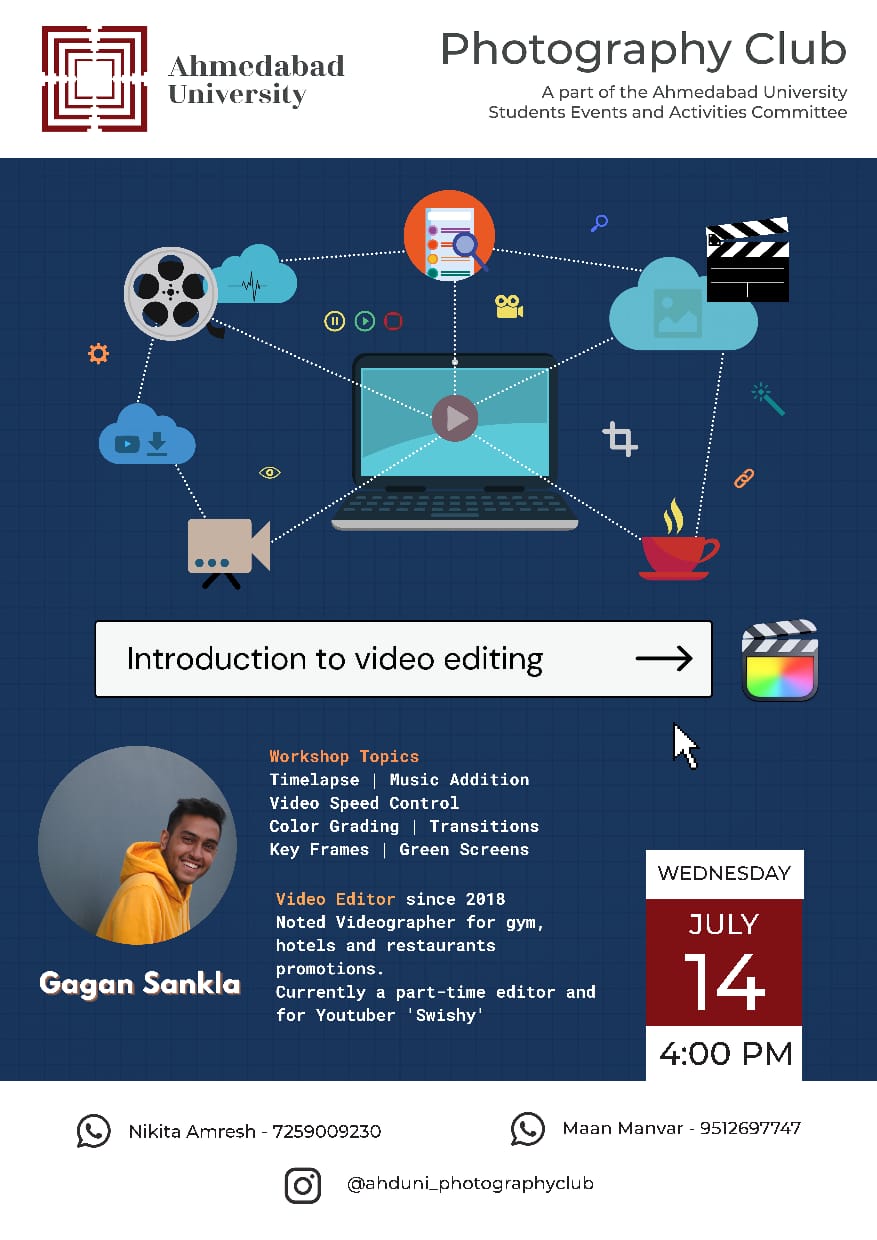 Ahmedabad
University
Photography Club
A part of the Ahmedabad University
Students Events and Activities Committee
Introduction to video editing
Workshop Topics
Timelapse | Music Addition
Video Speed Control
Color Grading | Transitions
Key Frames | Green Screens
Video Editor since 2018
Noted Videographer for gym,
hotels and restaurants
promotions.
Currently a part-time editor and
for Youtuber 'Swishy'
Gagan Sankla
WEDNESDAY
JULY
14
4:00 PM
Nikita Amresh - 7259009230
Maan Manvar - 9512697747
@ahduni_photographyclub